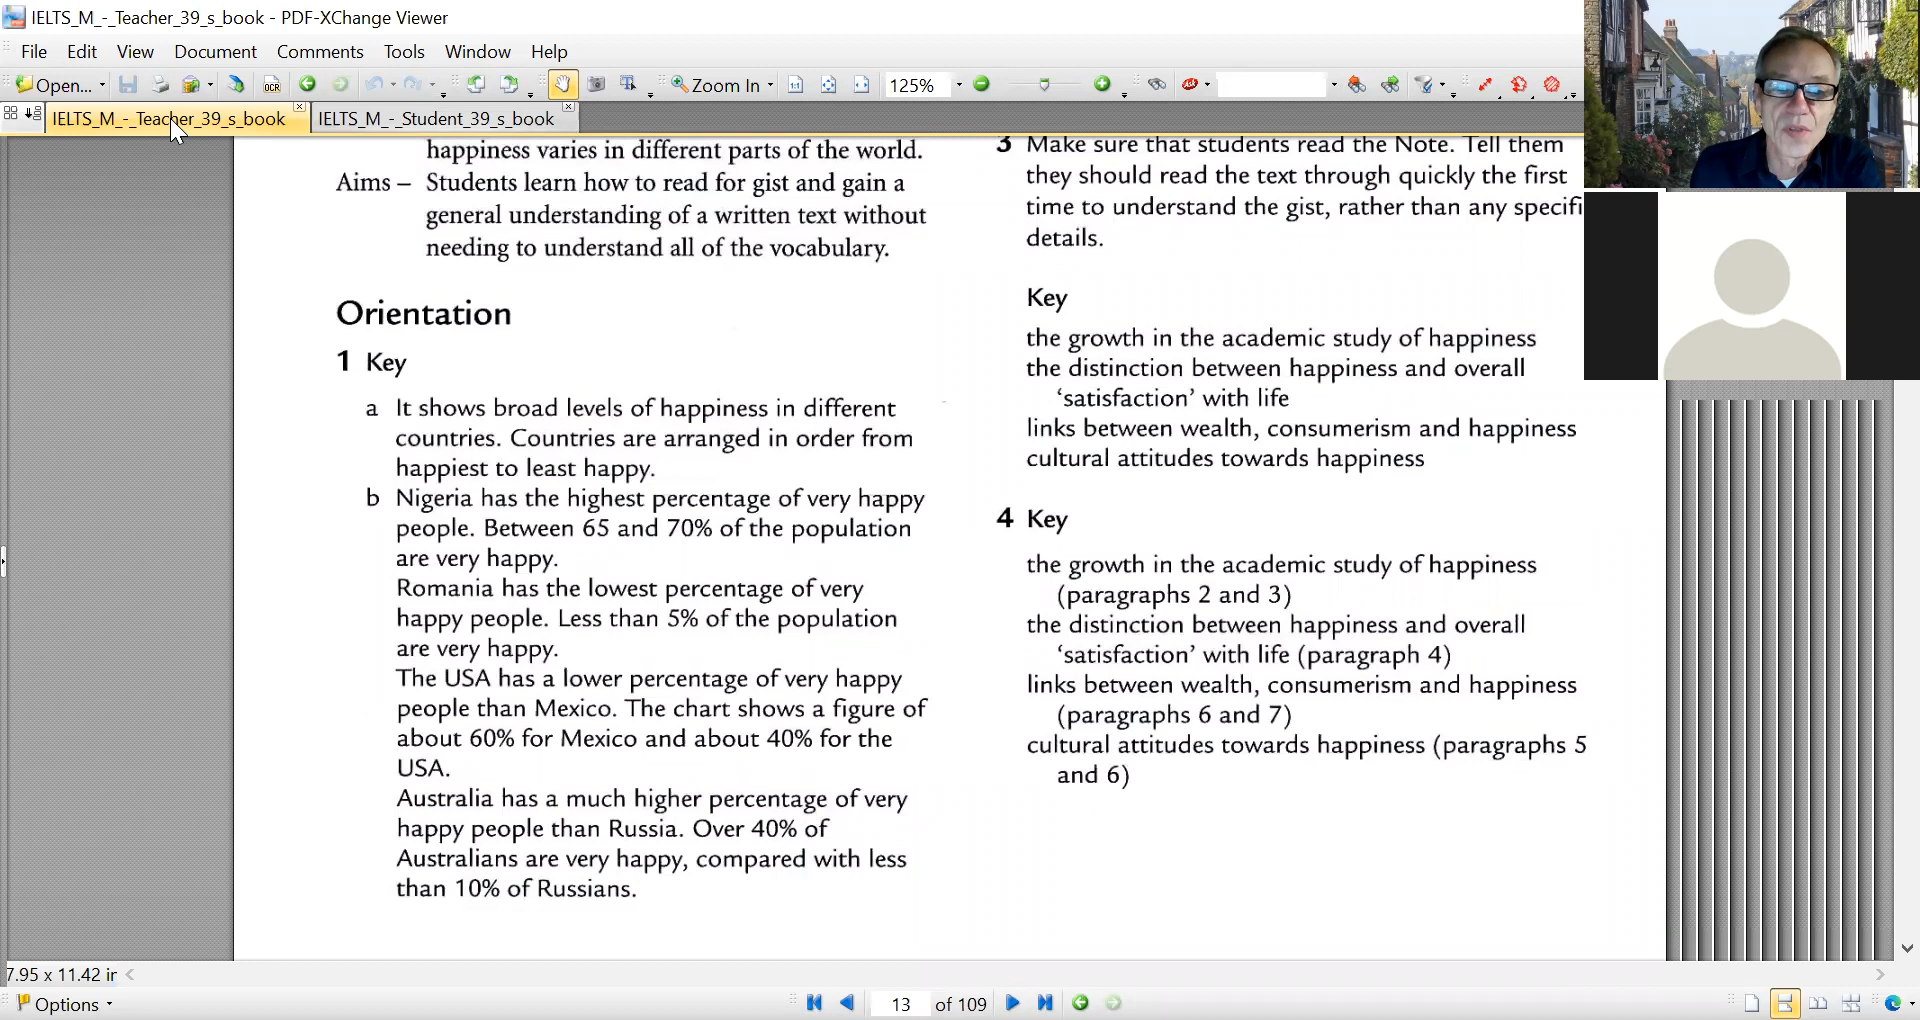 IELTS_M_-_Teacher_39_s_book - PDF-XChange Viewer
File Edit View Document Comments Tools Window Help
Open... OCR Zoom In 125%
IELTS_M_-_Teacher_39_s_book IELTS_M_-_Student_39_s_book
happiness varies in different parts of the world.
Aims – Students learn how to read for gist and gain a
general understanding of a written text without
needing to understand all of the vocabulary.
Orientation
1 Key
a It shows broad levels of happiness in different
countries. Countries are arranged in order from
happiest to least happy.
b Nigeria has the highest percentage of very happy
people. Between 65 and 70% of the population
are very happy.
Romania has the lowest percentage of very
happy people. Less than 5% of the population
are very happy.
The USA has a lower percentage of very happy
people than Mexico. The chart shows a figure of
about 60% for Mexico and about 40% for the
USA.
Australia has a much higher percentage of very
happy people than Russia. Over 40% of
Australians are very happy, compared with less
than 10% of Russians.
3 Make sure that students read the Note. Tell them
they should read the text through quickly the first
time to understand the gist, rather than any specifi
details.
Key
the growth in the academic study of happiness
the distinction between happiness and overall
‘satisfaction’ with life
links between wealth, consumerism and happiness
cultural attitudes towards happiness
4 Key
the growth in the academic study of happiness
(paragraphs 2 and 3)
the distinction between happiness and overall
‘satisfaction’ with life (paragraph 4)
links between wealth, consumerism and happiness
(paragraphs 6 and 7)
cultural attitudes towards happiness (paragraphs 5
and 6)
7.95 x 11.42 ir
Options 13 of 109